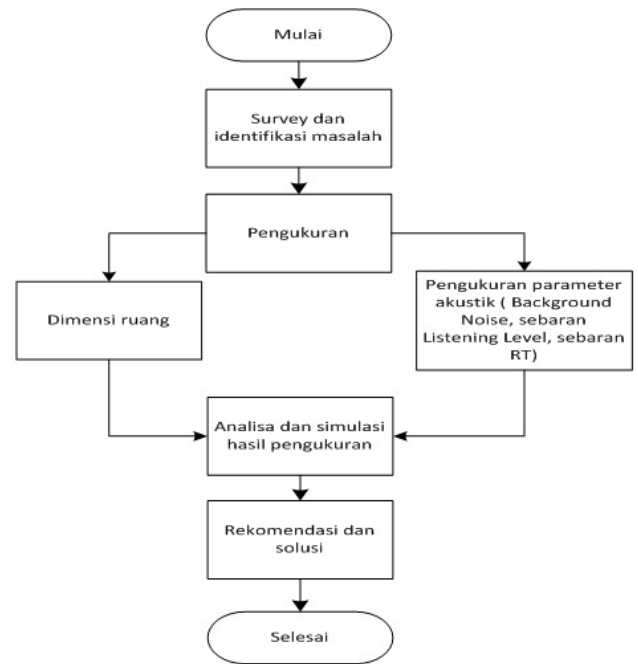 Mulai
Survey dan
identifikasi masalah
Pengukuran
Dimensi ruang
Pengukuran parameter
akustik ( Background
Noise, sebaran
Listening Level, sebaran
RT)
Analisa dan simulasi
hasil pengukuran
Rekomendasi dan
solusi
Selesai